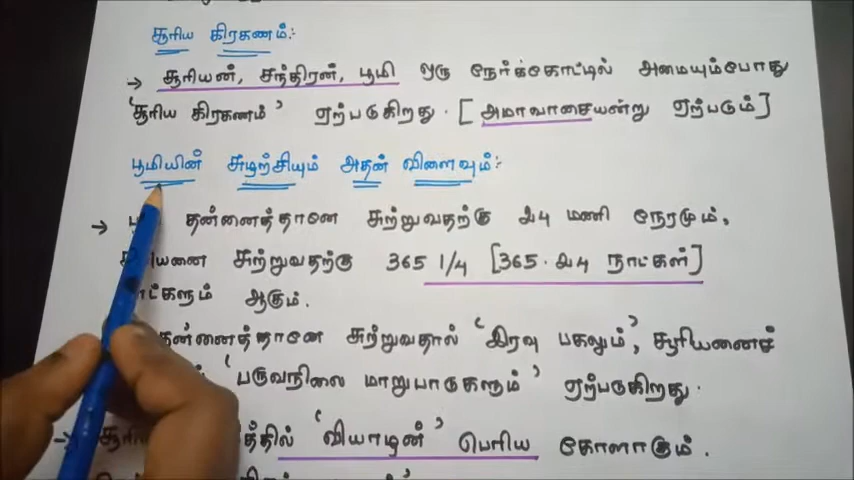 சூரிய கிரகணம்:
→ சூரியன், சந்திரன், பூமி ஒரு நேர்க்கோட்டில் அமையும்போது
'சூரிய கிரகணம்' ஏற்படுகிறது. [அமாவாசையன்று ஏற்படும்]
பூமியின் சுழற்சியும் அதன் விளைவும்:
→ தன்னைத்தானே சுற்றுவதற்கு 24 மணி நேரமும்,
சுற்றுவதற்கு 365 1/4 [365.24 நாட்கள்]
ஆகும்.
தன்னைத்தானே சுற்றுவதால் 'இரவு பகலும்', சூரியனைச்
'பருவநிலை மாறுபாடுகளும்' ஏற்படுகிறது.
'வியாழன்' பெரிய கோளாகும்.